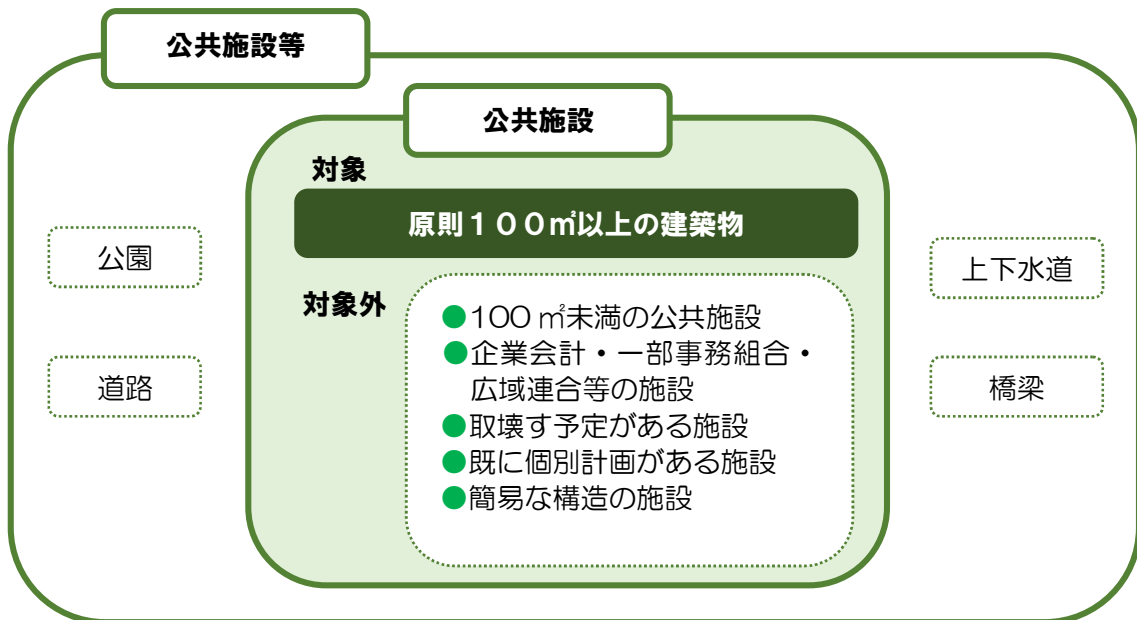 公共施設等
公共施設
対象
原則１００㎡以上の建築物
公園
上下水道
対象外
●100 ㎡未満の公共施設
●企業会計・一部事務組合・
広域連合等の施設
道路
橋梁
●取壊す予定がある施設
●既に個別計画がある施設
●簡易な構造の施設